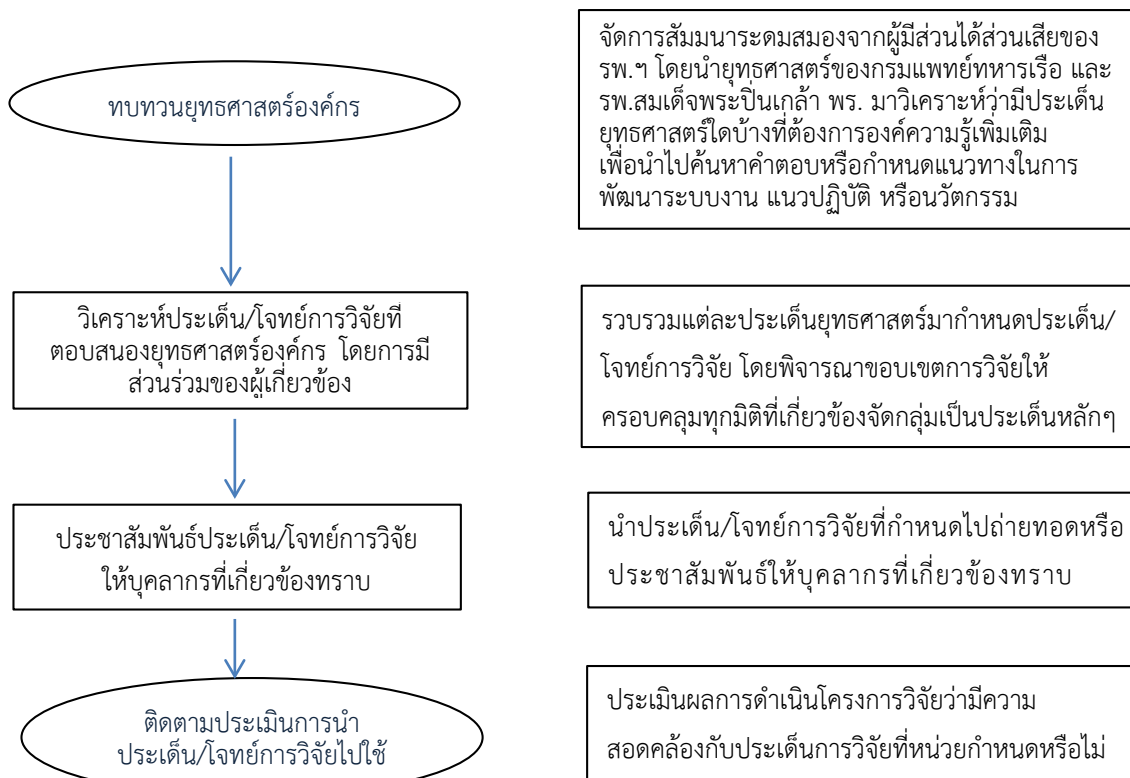 ทบทวนยุทธศาสตร์องค์กร
จัดการสัมมนาระดมสมองจากผู้มีส่วนได้ส่วนเสียของ
รพ.ฯ โดยนำยุทธศาสตร์ของกรมแพทย์ทหารเรือ และ
รพ.สมเด็จพระปิ่นเกล้า พร. มาวิเคราะห์ว่ามีประเด็น
ยุทธศาสตร์ใดบ้างที่ต้องการองค์ความรู้เพิ่มเติม
เพื่อนำไปค้นหาคำตอบหรือกำหนดแนวทางในการ
พัฒนาระบบงาน แนวปฏิบัติ หรือนวัตกรรม
วิเคราะห์ประเด็น/โจทย์การวิจัยที่
ตอบสนองยุทธศาสตร์องค์กร โดยการมี
ส่วนร่วมของผู้เกี่ยวข้อง
รวบรวมแต่ละประเด็นยุทธศาสตร์มากำหนดประเด็น/
โจทย์การวิจัย โดยพิจารณาขอบเขตการวิจัยให้
ครอบคลุมทุกมิติที่เกี่ยวข้องจัดกลุ่มเป็นประเด็นหลักๆ
ประชาสัมพันธ์ประเด็น/โจทย์การวิจัย
ให้บุคลากรที่เกี่ยวข้องทราบ
นำประเด็น/โจทย์การวิจัยที่กำหนดไปถ่ายทอดหรือ
ประชาสัมพันธ์ให้บุคลากรที่เกี่ยวข้องทราบ
ติดตามประเมินการนำ
ประเด็น/โจทย์การวิจัยไปใช้
ประเมินผลการดำเนินโครงการวิจัยว่ามีความ
สอดคล้องกับประเด็นการวิจัยที่หน่วยกำหนดหรือไม่